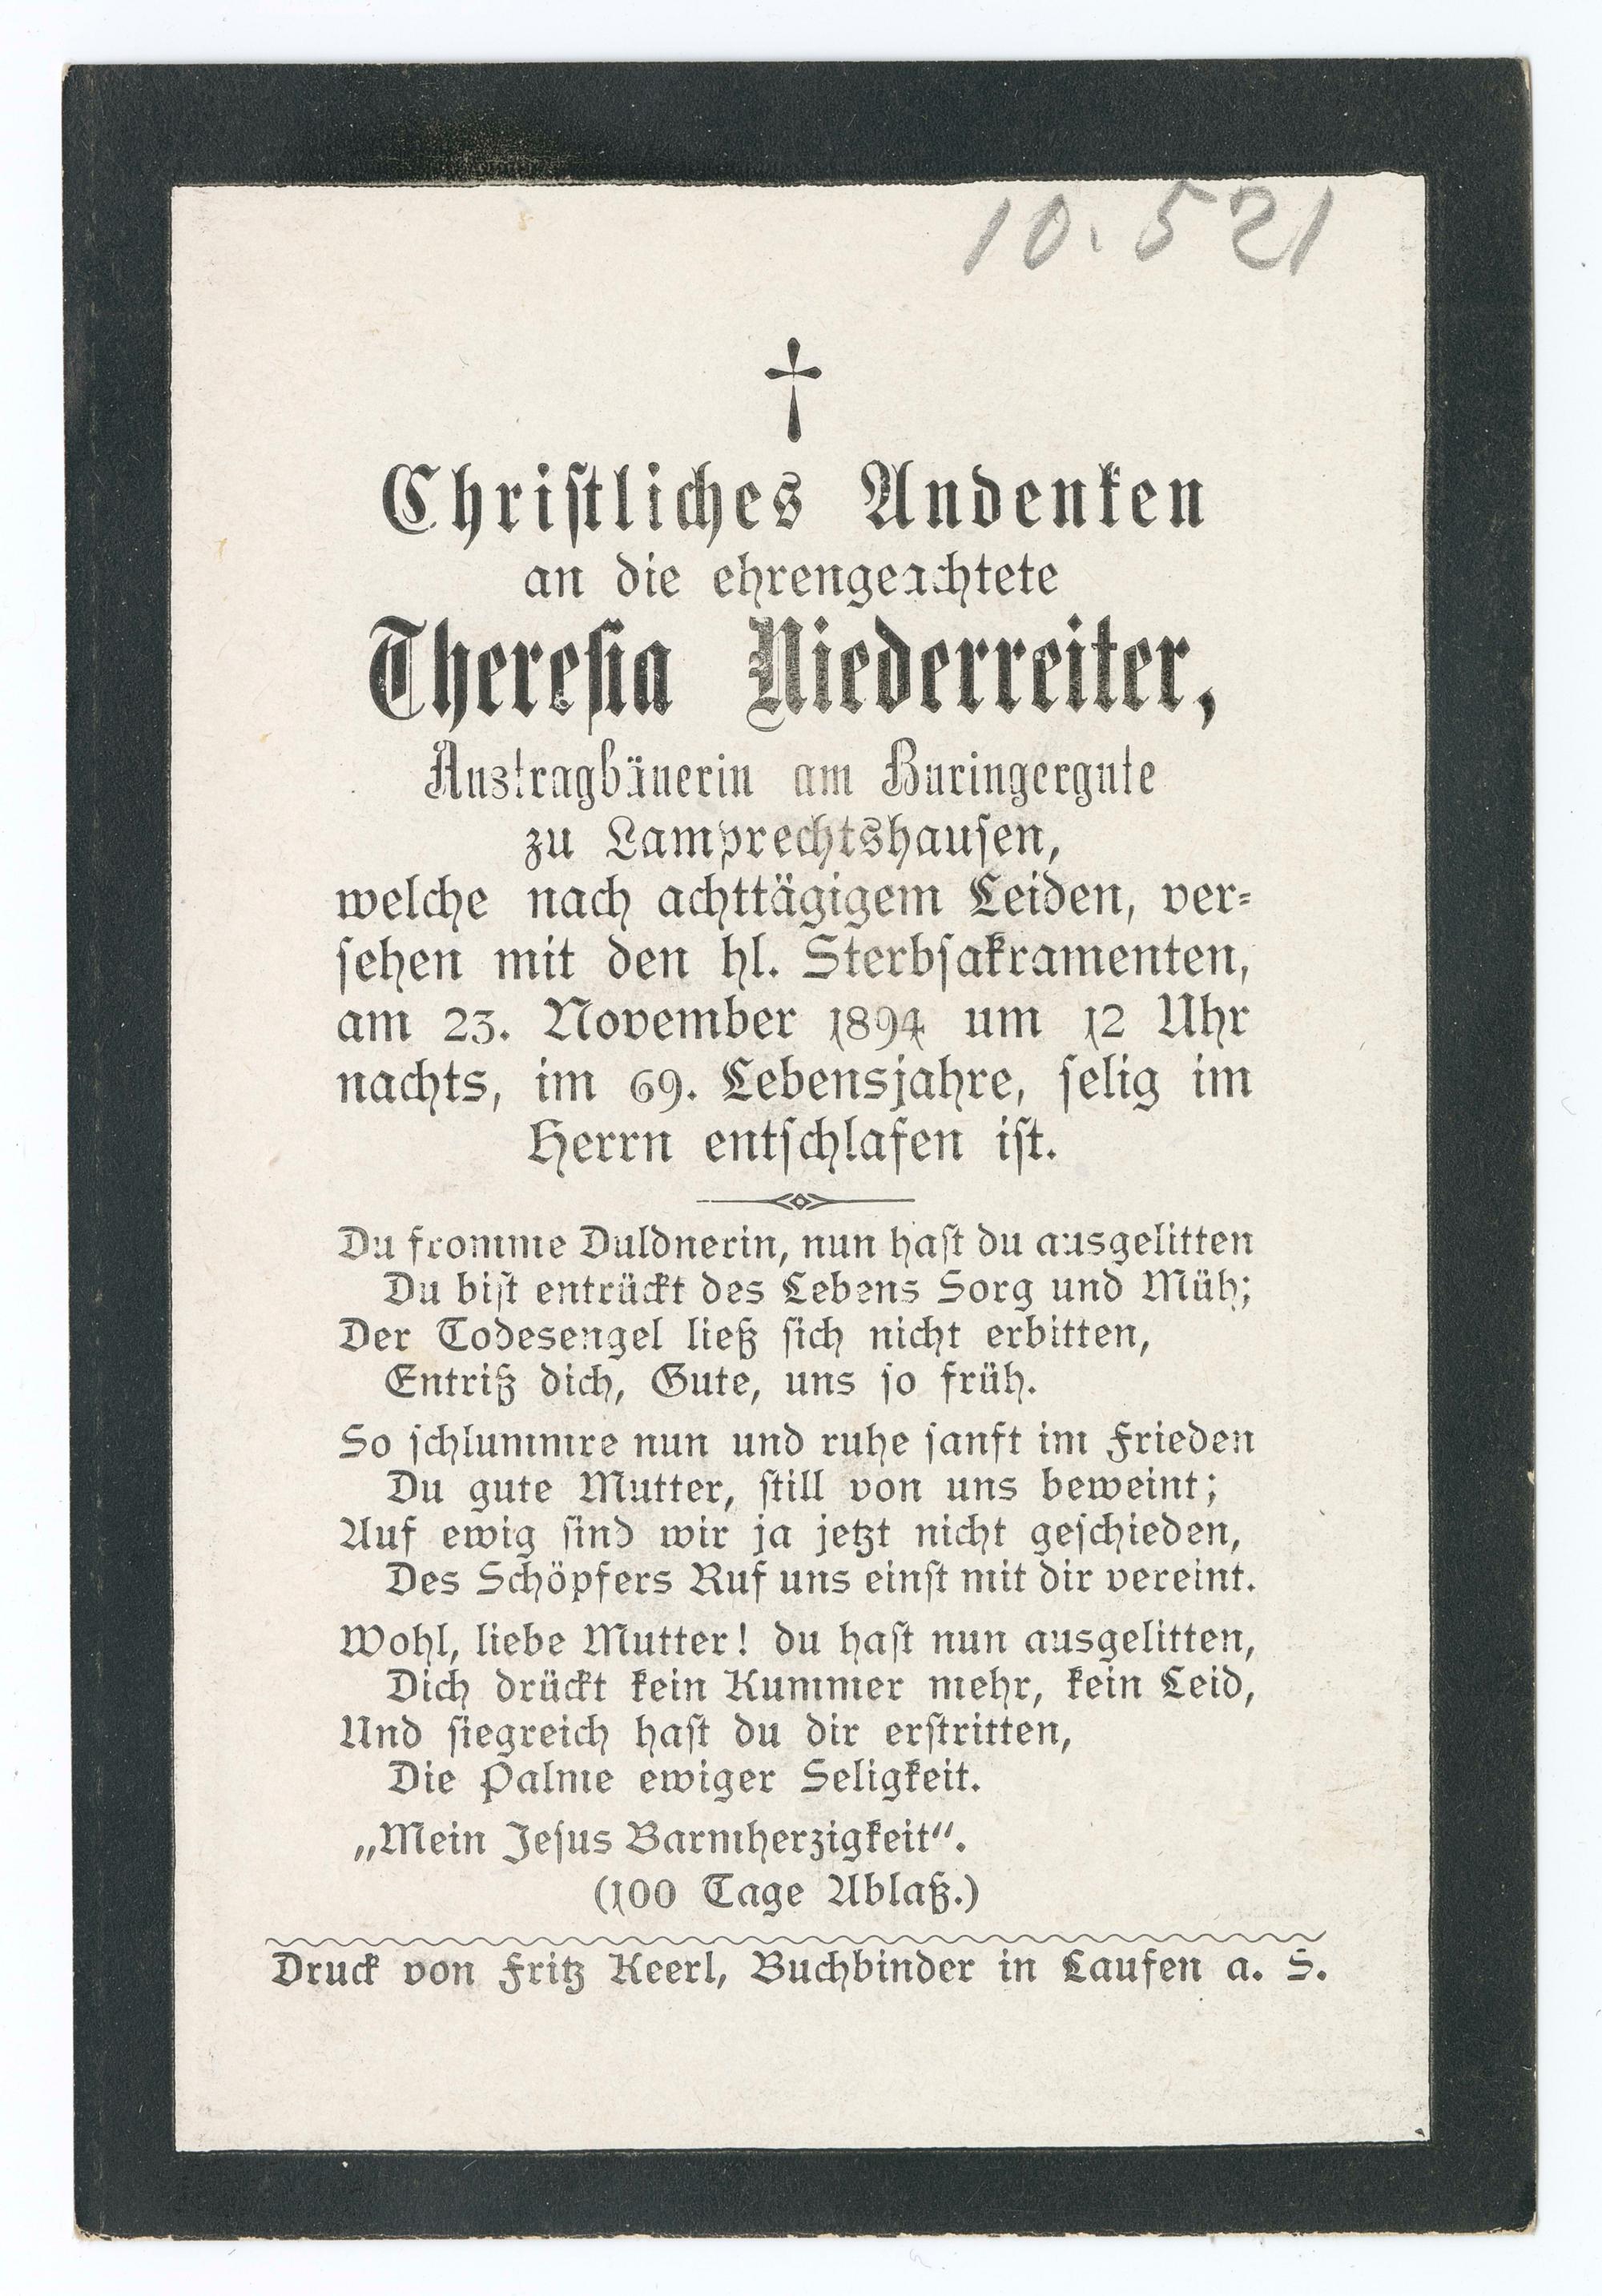 10.521
†
Christliches Andenken
an die ehrengeachtete
Theresia Niederreiter,
Austragbäuerin am Buringergute
zu Lamprechtshausen,
welche nach achttägigem Leiden, ver-
sehen mit den hl. Sterbsakramenten,
am 23. November 1894 um 12 Uhr
nachts, im 69. Lebensjahre, selig im
Herrn entschlafen ist.
Du fromme Duldnerin, nun hast du ausgelitten
Du bist entrückt des Lebens Sorg und Müh;
Der Todesengel ließ sich nicht erbitten,
Entriß dich, Gute, uns so früh.
So schlummre nun und ruhe sanft im Frieden
Du gute Mutter, still von uns beweint;
Auf ewig sind wir ja jetzt nicht geschieden,
Des Schöpfers Ruf uns einst mit dir vereint.
Wohl, liebe Mutter! du hast nun ausgelitten,
Dich drückt kein Kummer mehr, kein Leid,
Und siegreich hast du dir erstritten,
Die Palme ewiger Seligkeit.
„Mein Jesus Barmherzigkeit“.
(100 Tage Ablaß.)
Druck von Fritz Keerl, Buchbinder in Laufen a. S.